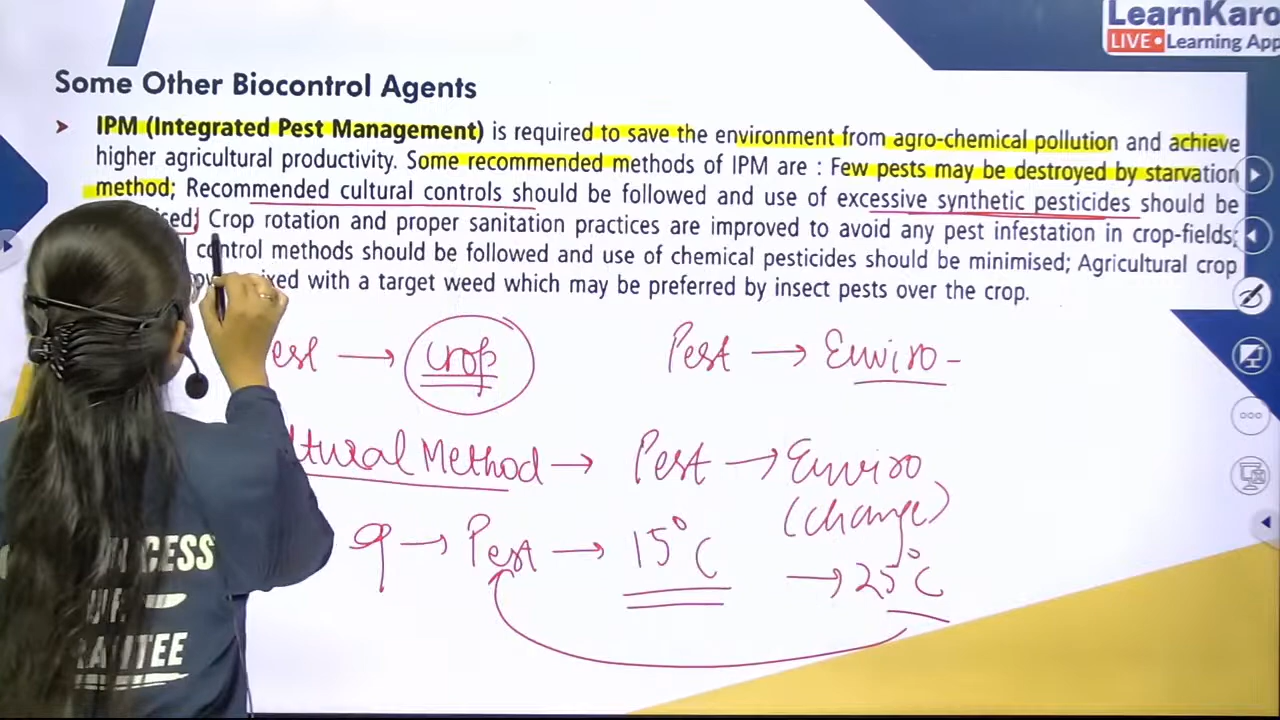 LearnKaro
LIVE • Learning App
Some Other Biocontrol Agents
➤ IPM (Integrated Pest Management) is required to save the environment from agro-chemical pollution and achieve
higher agricultural productivity. Some recommended methods of IPM are : Few pests may be destroyed by starvation
method; Recommended cultural controls should be followed and use of excessive synthetic pesticides should be
Crop rotation and proper sanitation practices are improved to avoid any pest infestation in crop-fields;
control methods should be followed and use of chemical pesticides should be minimised; Agricultural crop
with a target weed which may be preferred by insect pests over the crop.
→ Crop
Pest → Enviro -
Method → Pest → Enviro
(change)
→ Pest → 15°C → 25°C